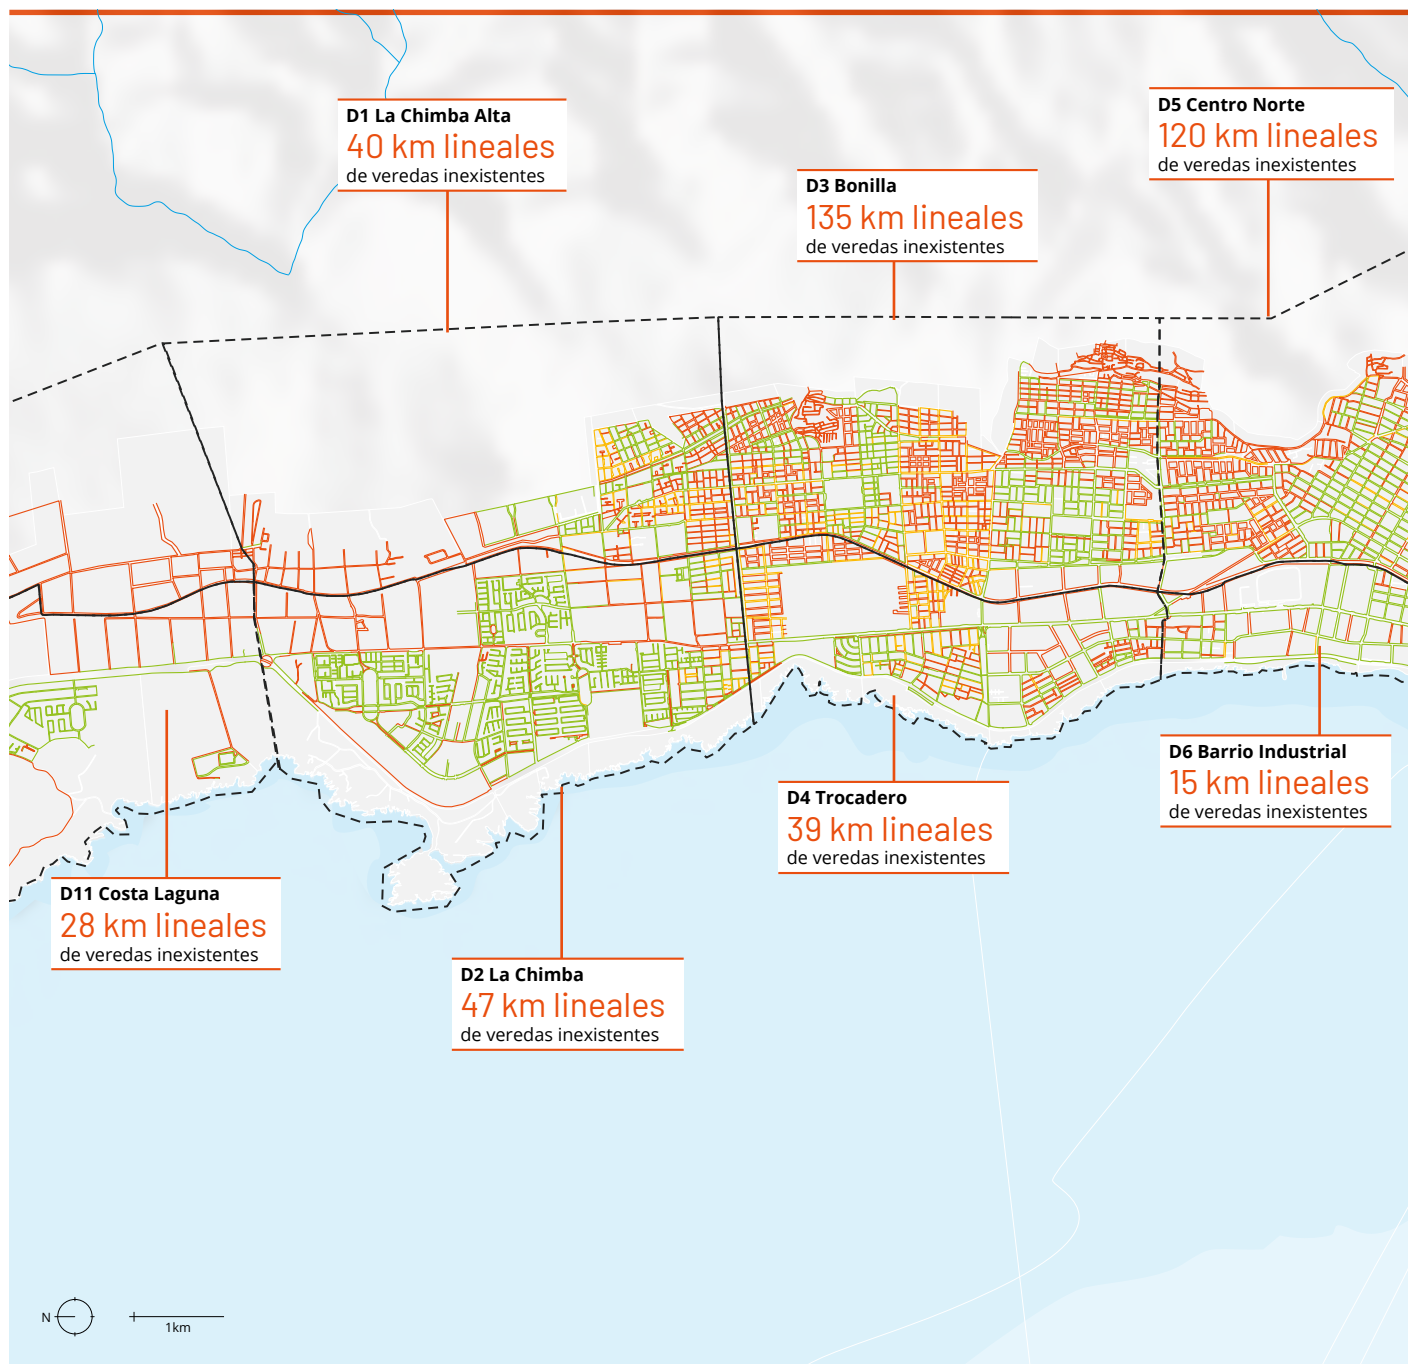 D1 La Chimba Alta
40 km lineales
de veredas inexistentes
D5 Centro Norte
120 km lineales
de veredas inexistentes
D3 Bonilla
135 km lineales
de veredas inexistentes
D6 Barrio Industrial
15 km lineales
de veredas inexistentes
D4 Trocadero
39 km lineales
de veredas inexistentes
D11 Costa Laguna
28 km lineales
de veredas inexistentes
D2 La Chimba
47 km lineales
de veredas inexistentes
N
1km